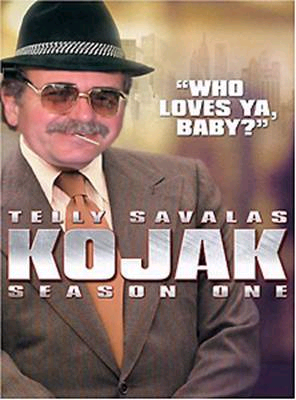 "WHO
LOVES YA,
BABY?"
TELLY SAVALAS
KOJAK
SEASON ONE